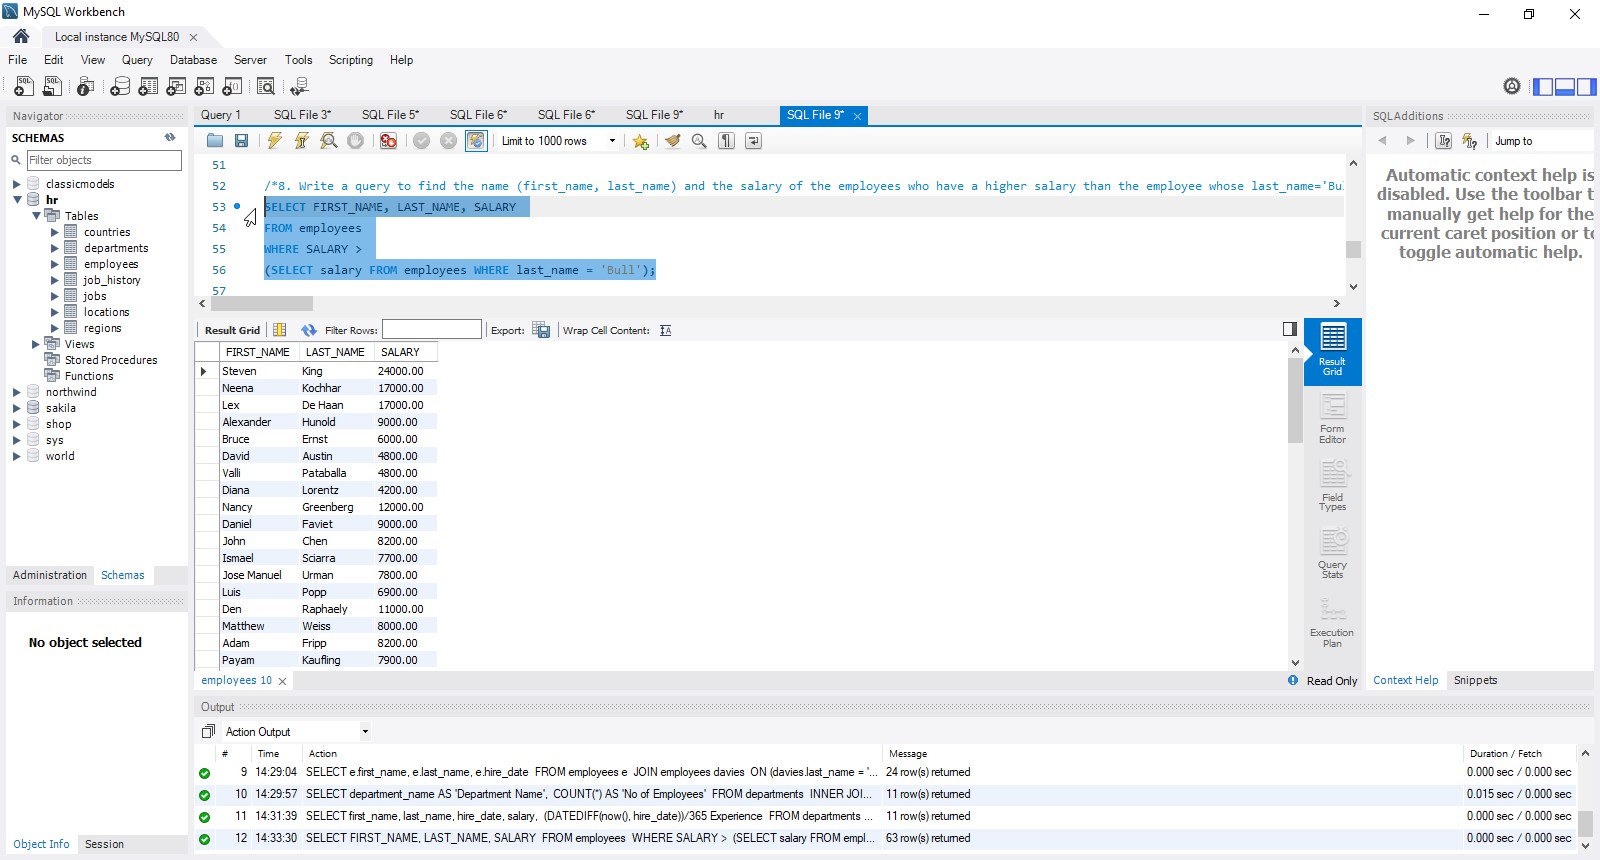 MySQL Workbench
Local instance MySQL80
File Edit View Query Database Server Tools Scripting Help
Navigator
SCHEMAS
Filter objects
classicmodels
hr
Tables
countries
departments
employees
job_history
jobs
locations
regions
Views
Stored Procedures
Functions
northwind
sakila
shop
sys
world
Administration Schemas
Information
No object selected
Object Info Session
Query 1 SQL File 3* SQL File 5* SQL File 6* SQL File 6* SQL File 9* hr SQL File 9*
Limit to 1000 rows
51
52 /*8. Write a query to find the name (first_name, last_name) and the salary of the employees who have a higher salary than the employee whose last_name='Bul
53 SELECT FIRST_NAME, LAST_NAME, SALARY
54 FROM employees
55 WHERE SALARY >
56 (SELECT salary FROM employees WHERE last_name = 'Bull');
57
Result Grid Filter Rows: Export: Wrap Cell Content:
FIRST_NAME LAST_NAME SALARY
Steven King 24000.00
Neena Kochhar 17000.00
Lex De Haan 17000.00
Alexander Hunold 9000.00
Bruce Ernst 6000.00
David Austin 4800.00
Valli Pataballa 4800.00
Diana Lorentz 4200.00
Nancy Greenberg 12000.00
Daniel Faviet 9000.00
John Chen 8200.00
Ismael Sciarra 7700.00
Jose Manuel Urman 7800.00
Luis Popp 6900.00
Den Raphaely 11000.00
Matthew Weiss 8000.00
Adam Fripp 8200.00
Payam Kaufling 7900.00
Result
Grid
Form
Editor
Field
Types
Query
Stats
Execution
Plan
employees 10
Read Only
SQLAdditions
Jump to
Automatic context help is
disabled. Use the toolbar t
manually get help for the
current caret position or to
toggle automatic help.
Context Help Snippets
Output
Action Output
# Time Action Message Duration / Fetch
9 14:29:04 SELECT e.first_name, e.last_name, e.hire_date FROM employees e JOIN employees davies ON (davies.last_name = '... 24 row(s) returned 0.000 sec / 0.000 sec
10 14:29:57 SELECT department_name AS 'Department Name', COUNT(*) AS 'No of Employees' FROM departments INNER JOI... 11 row(s) returned 0.015 sec / 0.000 sec
11 14:31:39 SELECT first_name, last_name, hire_date, salary, (DATEDIFF(now(), hire_date))/365 Experience FROM departments ... 11 row(s) returned 0.000 sec / 0.000 sec
12 14:33:30 SELECT FIRST_NAME, LAST_NAME, SALARY FROM employees WHERE SALARY > (SELECT salary FROM empl... 63 row(s) returned 0.000 sec / 0.000 sec